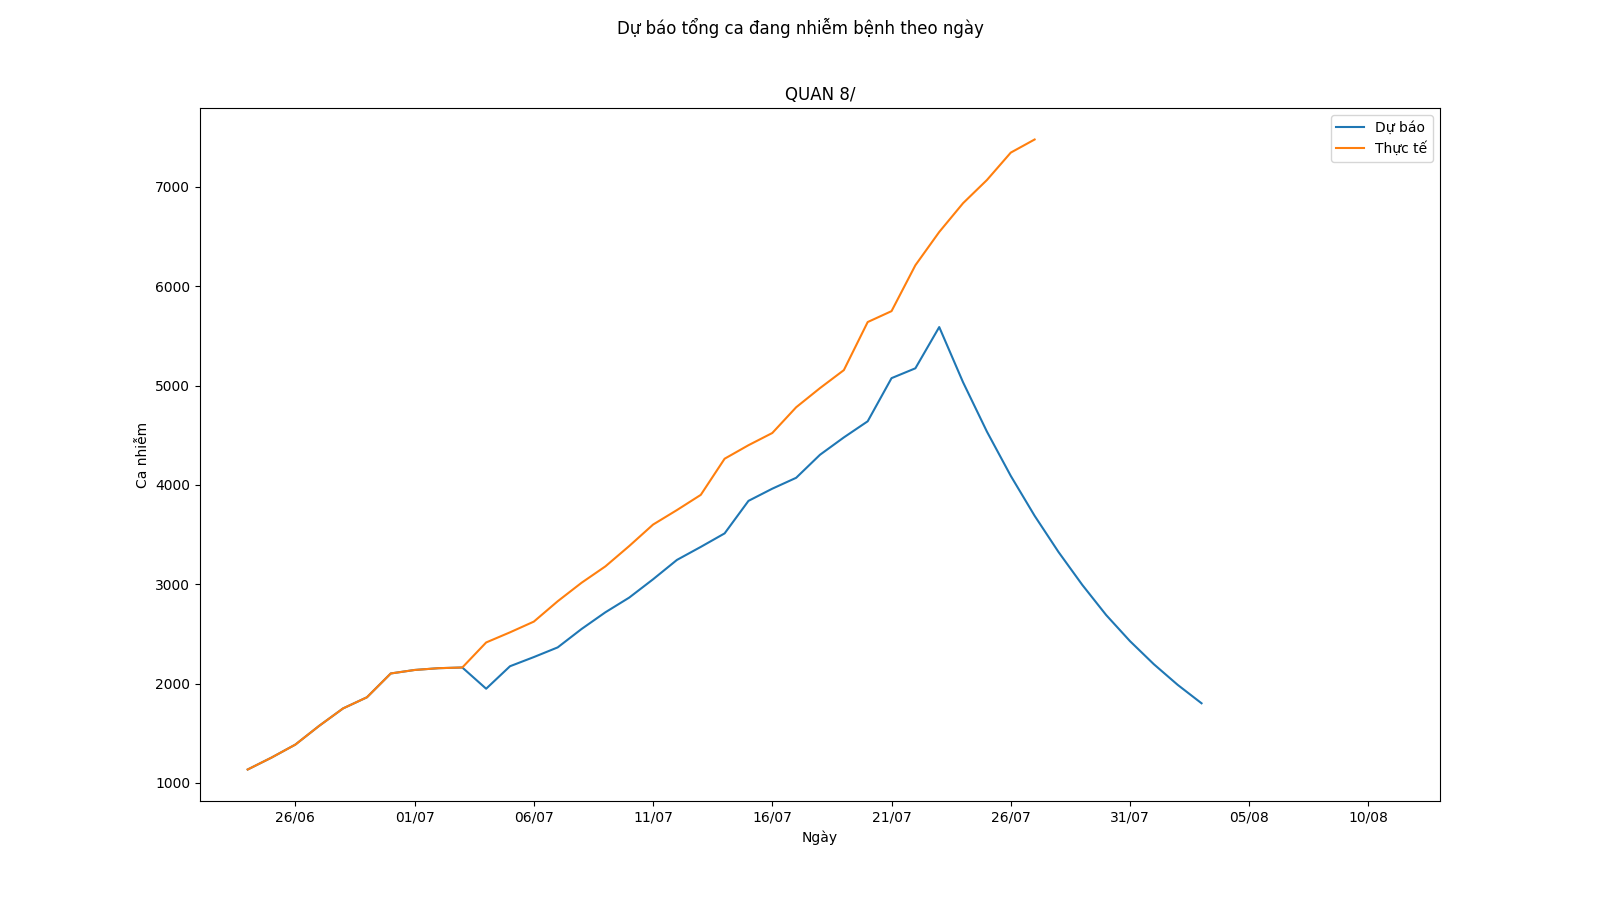 Dự báo tổng ca đang nhiễm bệnh theo ngày
QUAN 8/
Dự báo
Thực tế
7000
6000
5000
4000
3000
2000
1000
Ca nhiễm
26/06 01/07 06/07 11/07 16/07 21/07 26/07 31/07 05/08 10/08
Ngày